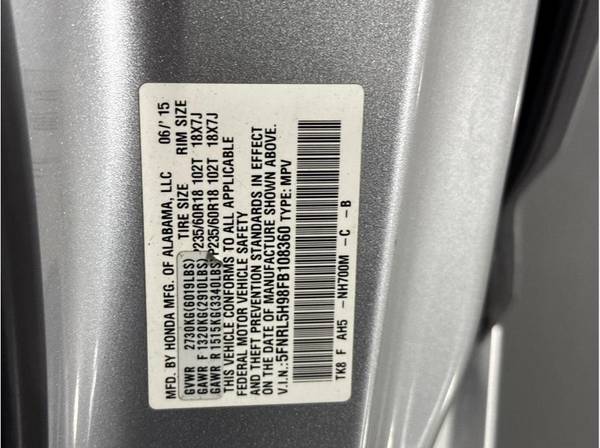 MFD. BY HONDA MFG. OF ALABAMA, LLC 06/'15
TIRE SIZE RIM SIZE
GVWR 2730KG(6019LBS)
GAWR F 1320KG(2910LBS) P235/60R18 102T 18X7J
GAWR R 1515KG(3340LBS) P235/60R18 102T 18X7J
THIS VEHICLE CONFORMS TO ALL APPLICABLE
FEDERAL MOTOR VEHICLE SAFETY
AND THEFT PREVENTION STANDARDS IN EFFECT
ON THE DATE OF MANUFACTURE SHOWN ABOVE.
V.I.N.:5FNRL5H98FB108360 TYPE: MPV
TK8 F AH5 - NH700M - C - B